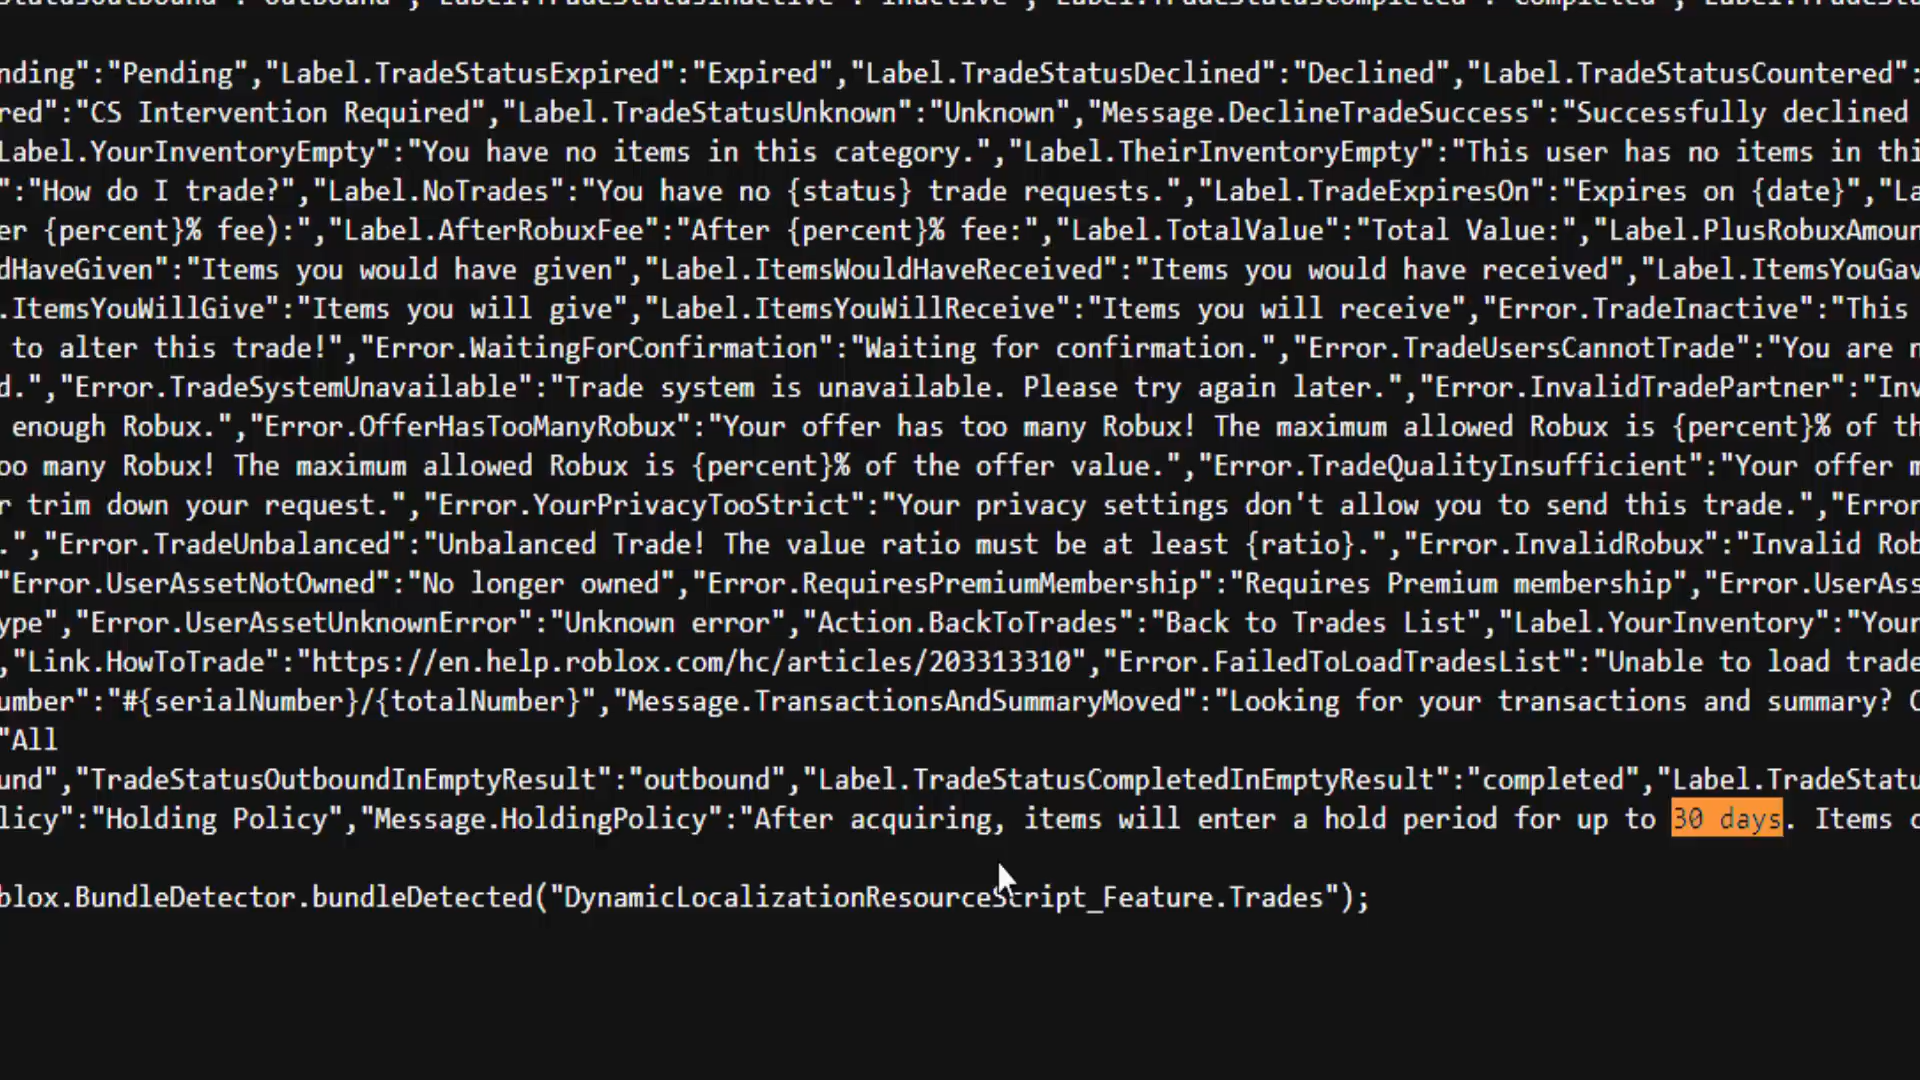 nding":"Pending","Label.TradeStatusExpired":"Expired","Label.TradeStatusDeclined":"Declined","Label.TradeStatusCountered":
red":"CS Intervention Required","Label.TradeStatusUnknown":"Unknown","Message.DeclineTradeSuccess":"Successfully declined
Label.YourInventoryEmpty":"You have no items in this category.","Label.TheirInventoryEmpty":"This user has no items in thi
":"How do I trade?","Label.NoTrades":"You have no {status} trade requests.","Label.TradeExpiresOn":"Expires on {date}","La
er {percent}% fee):","Label.AfterRobuxFee":"After {percent}% fee:","Label.TotalValue":"Total Value:","Label.PlusRobuxAmoun
dHaveGiven":"Items you would have given","Label.ItemsWouldHaveReceived":"Items you would have received","Label.ItemsYouGav
.ItemsYouWillGive":"Items you will give","Label.ItemsYouWillReceive":"Items you will receive","Error.TradeInactive":"This
to alter this trade!","Error.WaitingForConfirmation":"Waiting for confirmation.","Error.TradeUsersCannotTrade":"You are n
d.","Error.TradeSystemUnavailable":"Trade system is unavailable. Please try again later.","Error.InvalidTradePartner":"Inv
enough Robux.","Error.OfferHasTooManyRobux":"Your offer has too many Robux! The maximum allowed Robux is {percent}% of th
oo many Robux! The maximum allowed Robux is {percent}% of the offer value.","Error.TradeQualityInsufficient":"Your offer m
r trim down your request.","Error.YourPrivacyTooStrict":"Your privacy settings don't allow you to send this trade.","Error
.","Error.TradeUnbalanced":"Unbalanced Trade! The value ratio must be at least {ratio}.","Error.InvalidRobux":"Invalid Rob
"Error.UserAssetNotOwned":"No longer owned","Error.RequiresPremiumMembership":"Requires Premium membership","Error.UserAss
ype","Error.UserAssetUnknownError":"Unknown error","Action.BackToTrades":"Back to Trades List","Label.YourInventory":"Your
,"Link.HowToTrade":"https://en.help.roblox.com/hc/articles/203313310","Error.FailedToLoadTradesList":"Unable to load trade
umber":"#{serialNumber}/{totalNumber}","Message.TransactionsAndSummaryMoved":"Looking for your transactions and summary? C
"All
und","TradeStatusOutboundInEmptyResult":"outbound","Label.TradeStatusCompletedInEmptyResult":"completed","Label.TradeStatu
licy":"Holding Policy","Message.HoldingPolicy":"After acquiring, items will enter a hold period for up to 30 days. Items c
blox.BundleDetector.bundleDetected("DynamicLocalizationResourceScript_Feature.Trades");